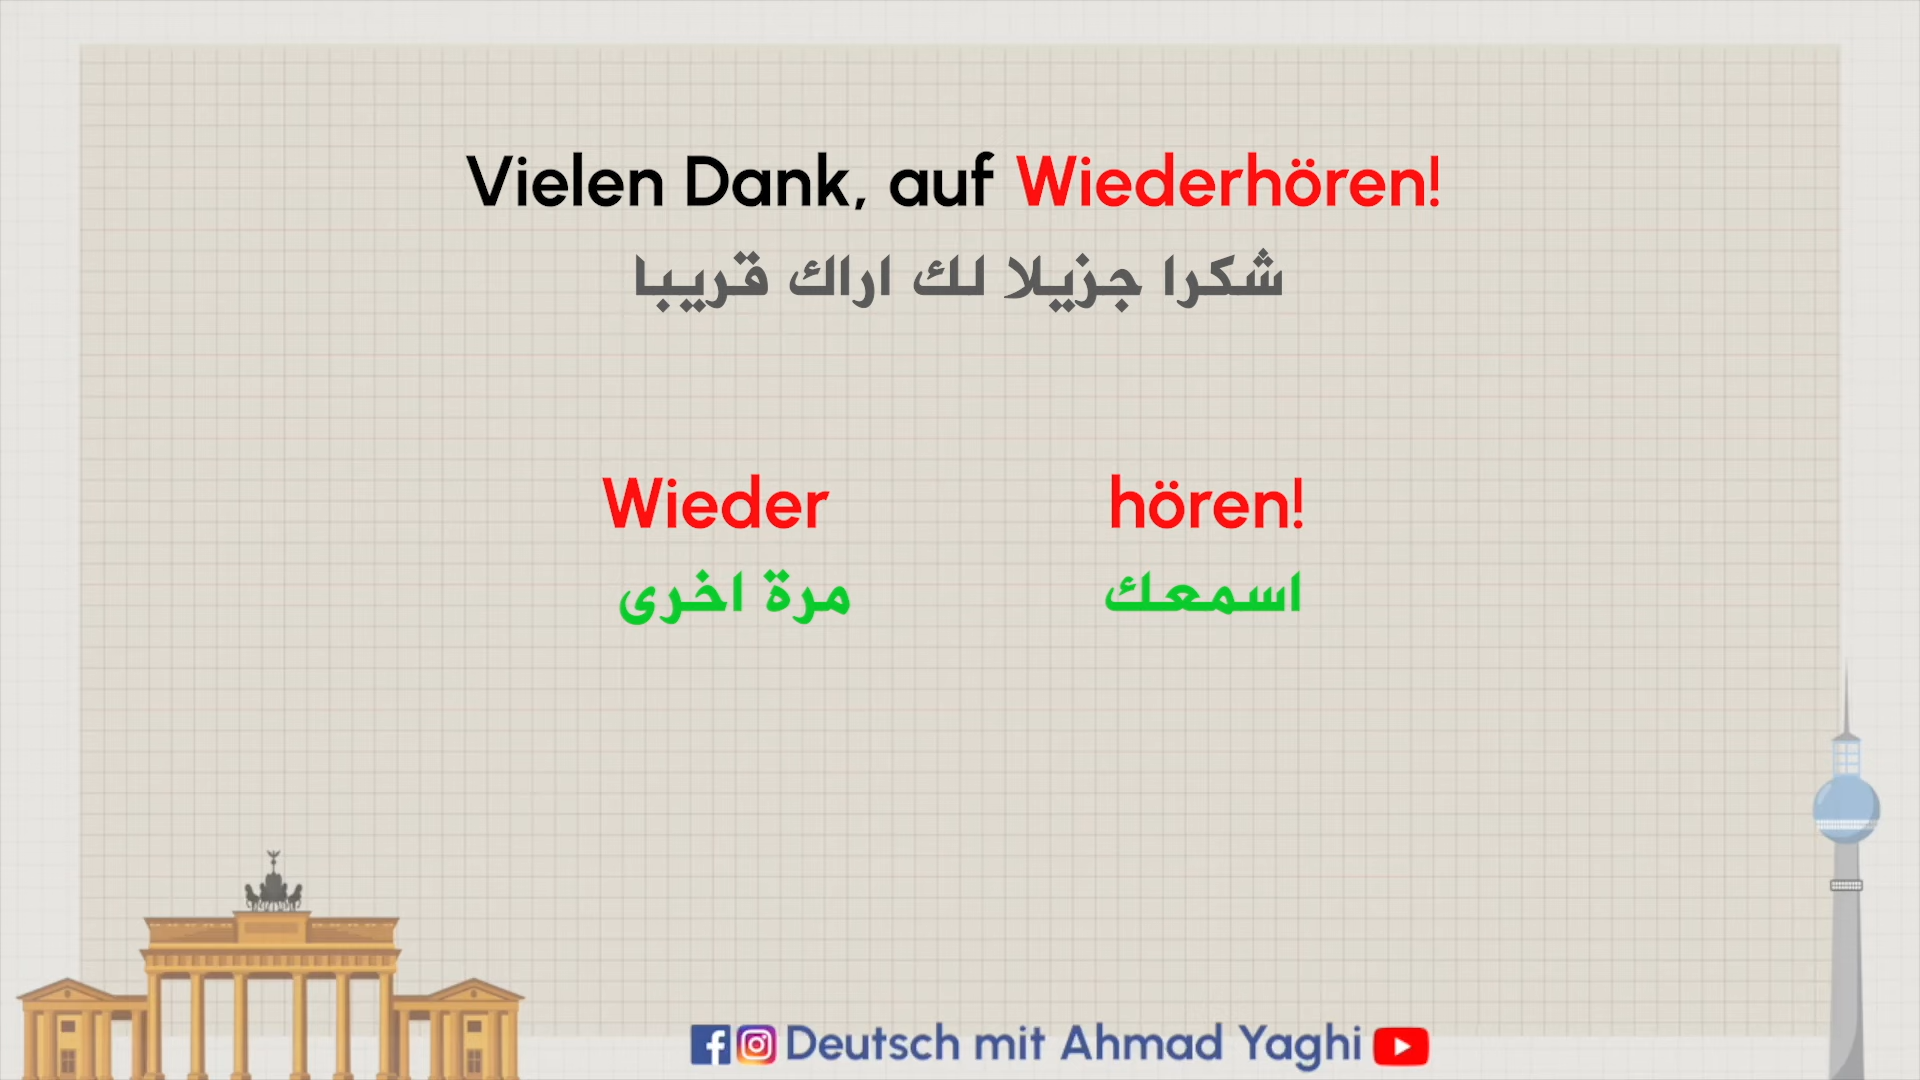 Vielen Dank, auf Wiederhören!
شكرا جزيلا لك اراك قريبا
Wieder hören!
مرة اخرى اسمعك
Deutsch mit Ahmad Yaghi